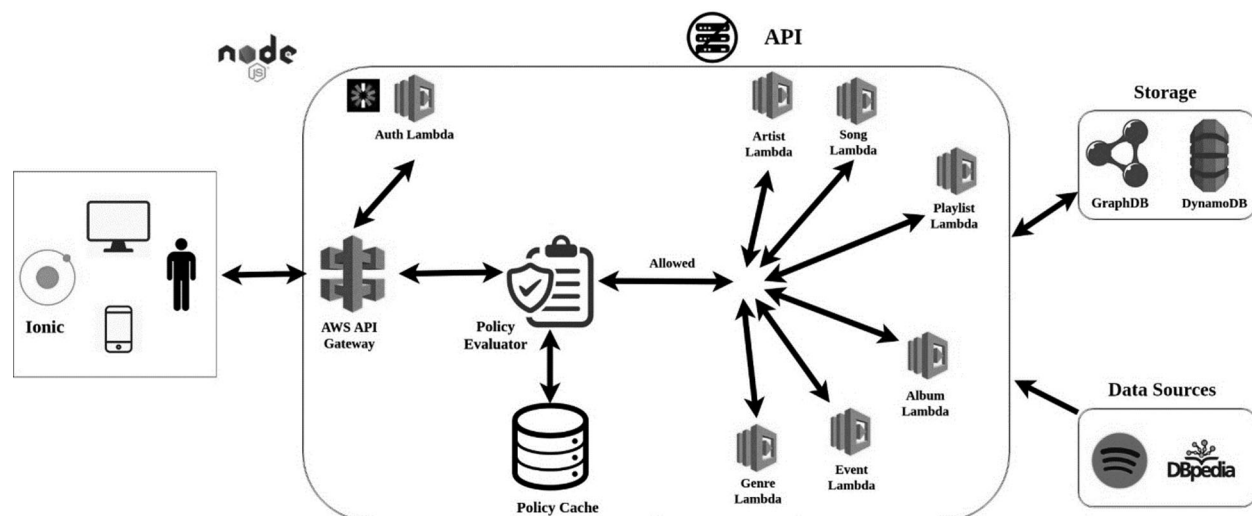 node
JS
API
Auth Lambda
Artist
Lambda
Song
Lambda
Storage
GraphDB
DynamoDB
Playlist
Lambda
Ionic
AWS API
Gateway
Policy
Evaluator
Allowed
Album
Lambda
Data Sources
DBpedia
Genre
Lambda
Event
Lambda
Policy Cache